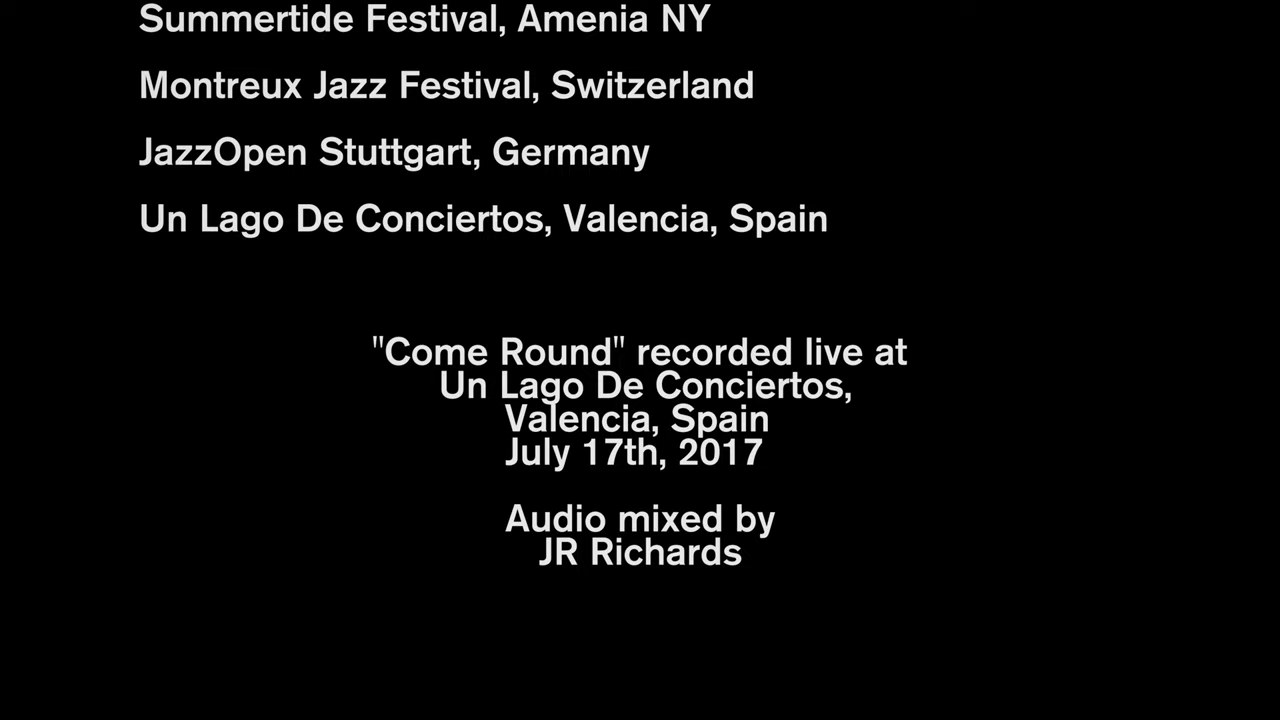 Summertide Festival, Amenia NY
Montreux Jazz Festival, Switzerland
JazzOpen Stuttgart, Germany
Un Lago De Conciertos, Valencia, Spain
"Come Round" recorded live at
Un Lago De Conciertos,
Valencia, Spain
July 17th, 2017
Audio mixed by
JR Richards